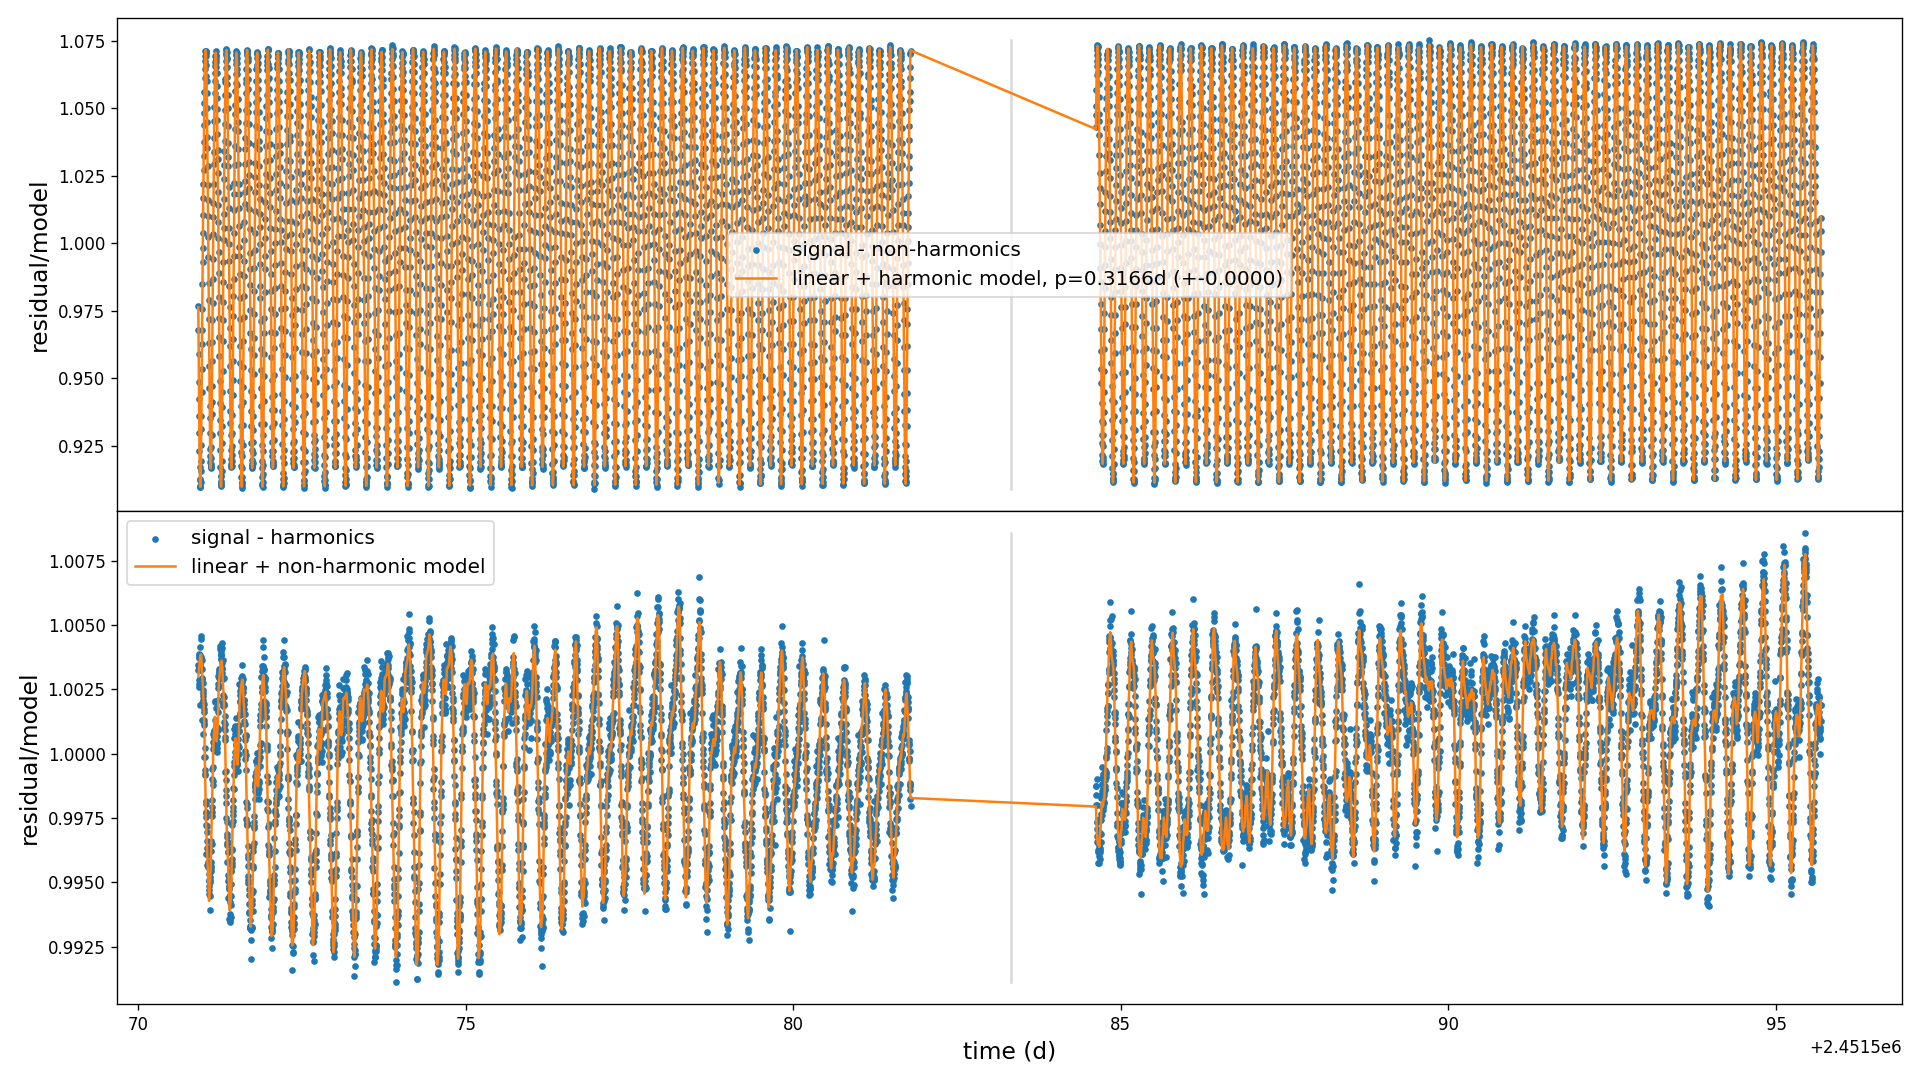 1.075
1.050
1.025
1.000
0.975
0.950
0.925
residual/model
signal - non-harmonics
linear + harmonic model, p=0.3166d (+-0.0000)
signal - harmonics
linear + non-harmonic model
1.0075
1.0050
1.0025
1.0000
0.9975
0.9950
0.9925
residual/model
70
75
80
85
90
95
time (d)
+2.4515e6